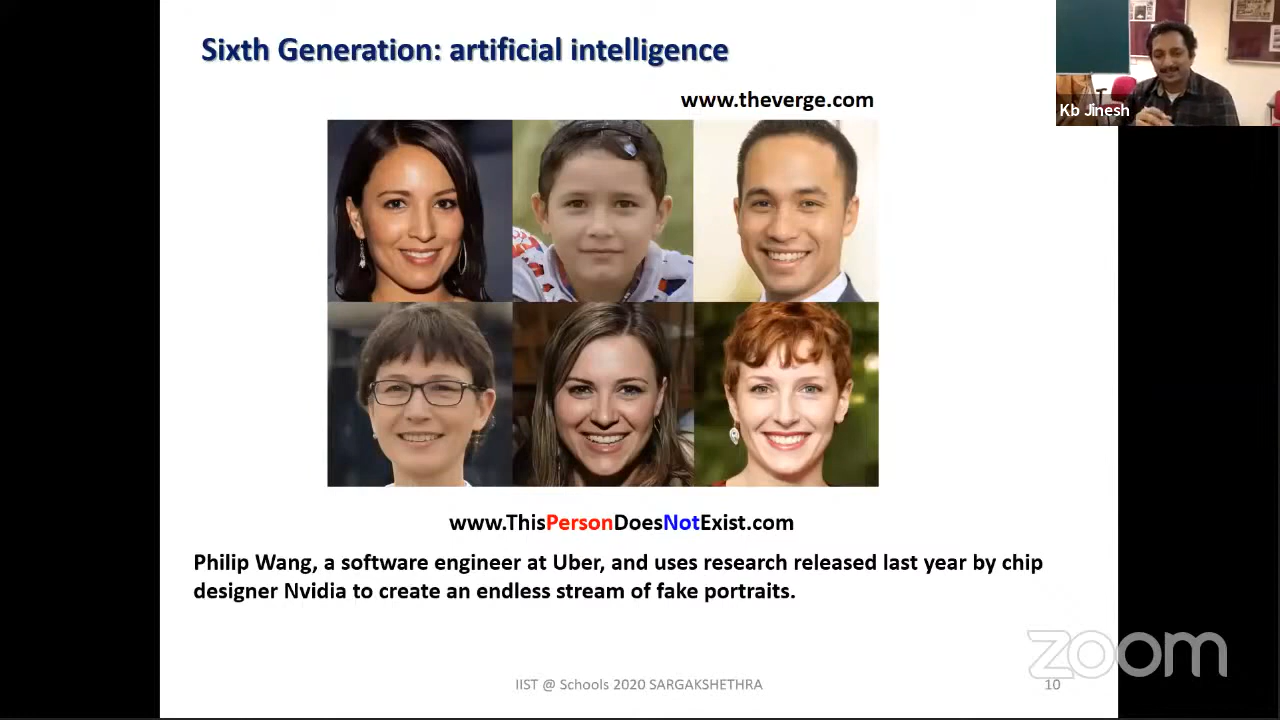 Sixth Generation: artificial intelligence
www.theverge.com
Kb Jinesh
www.ThisPersonDoesNotExist.com
Philip Wang, a software engineer at Uber, and uses research released last year by chip
designer Nvidia to create an endless stream of fake portraits.
zoom
IIST @ Schools 2020 SARGAKSHETHRA
10